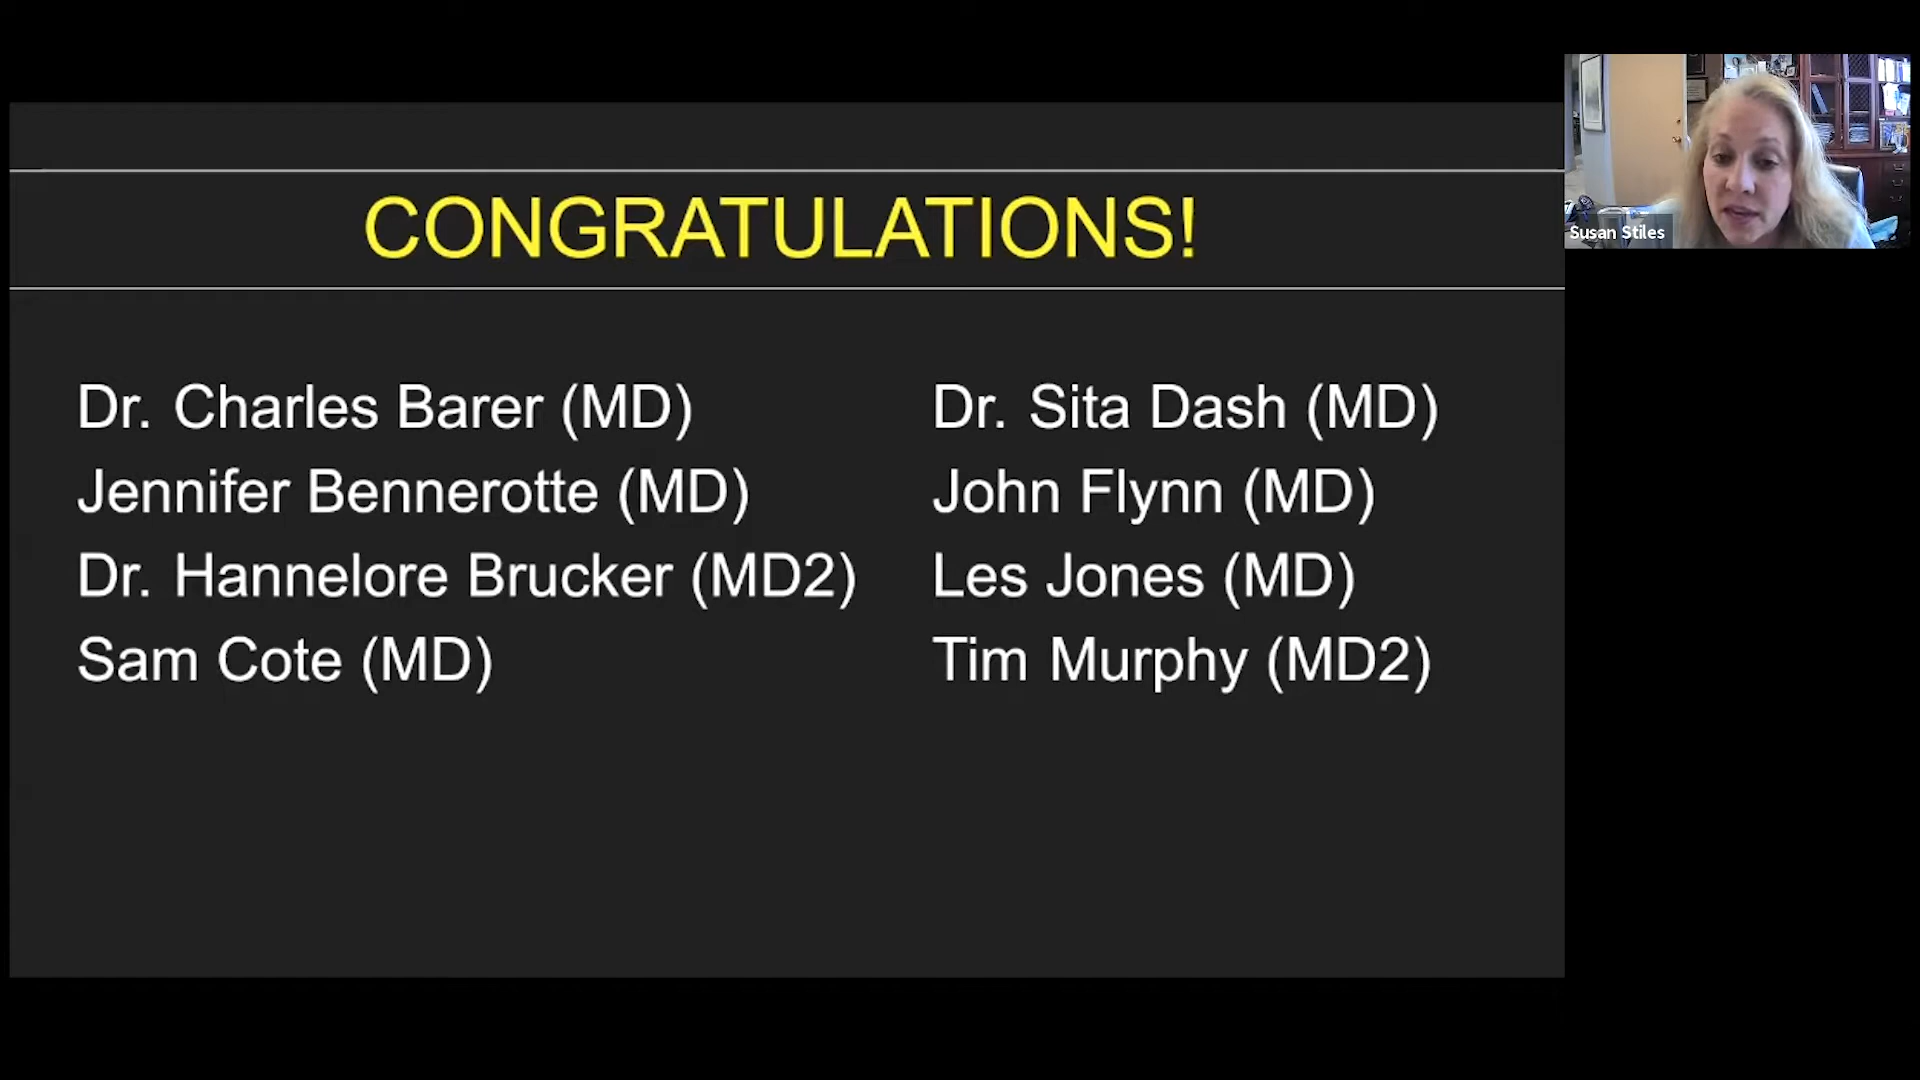 CONGRATULATIONS!
Dr. Charles Barer (MD)
Jennifer Bennerotte (MD)
Dr. Hannelore Brucker (MD2)
Sam Cote (MD)
Dr. Sita Dash (MD)
John Flynn (MD)
Les Jones (MD)
Tim Murphy (MD2)
Susan Stiles